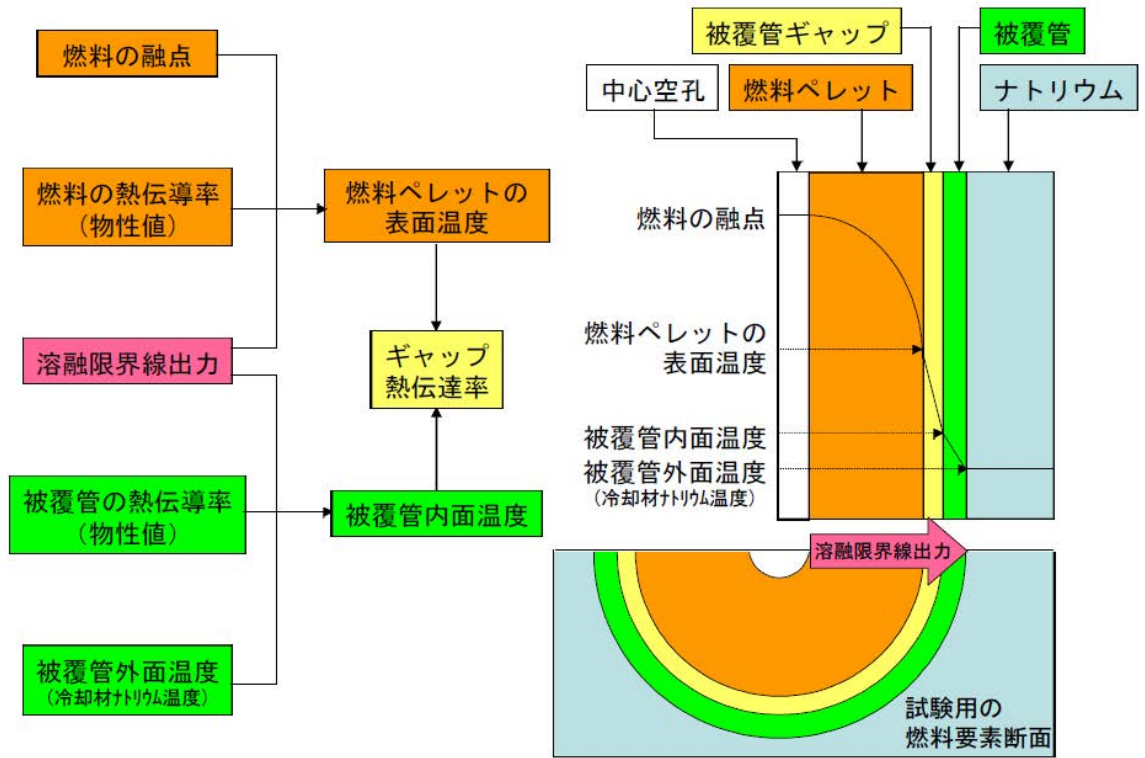 燃料の融点
燃料の熱伝導率
(物性値)
溶融限界線出力
被覆管の熱伝導率
(物性値)
被覆管外面温度
(冷却材ナトリウム温度)
燃料ペレットの
表面温度
ギャップ
熱伝達率
被覆管内面温度
被覆管ギャップ
被覆管
中心空孔
燃料ペレット
ナトリウム
燃料の融点
燃料ペレットの
表面温度
被覆管内面温度
被覆管外面温度
(冷却材ナトリウム温度)
溶融限界線出力
試験用の
燃料要素断面